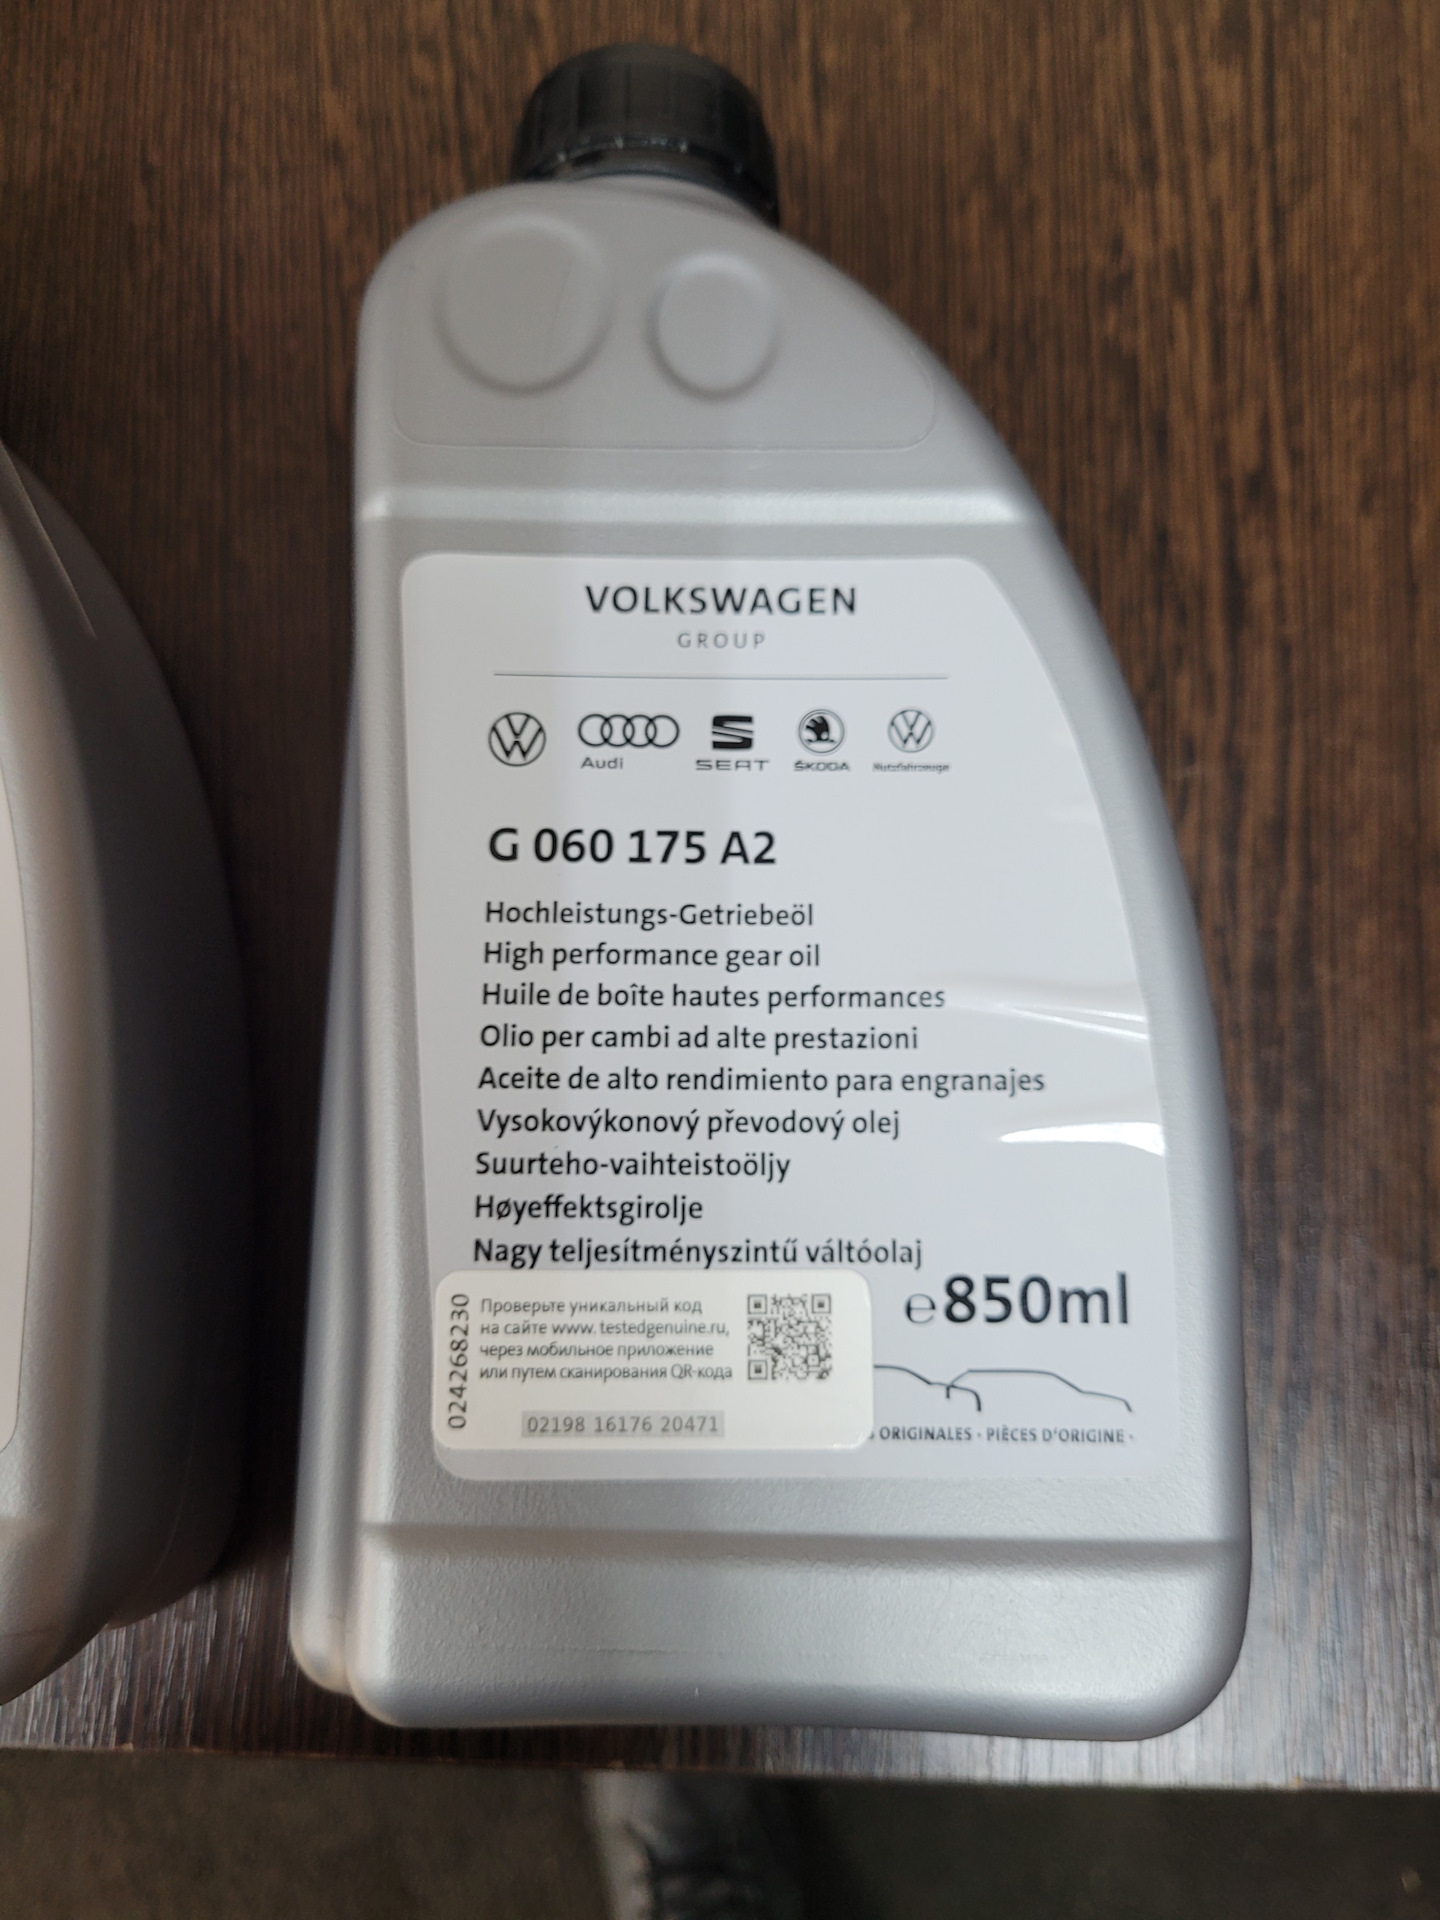 VOLKSWAGEN
GROUP
Audi
SEAT
ŠKODA
Nutzfahrzeuge
G 060 175 A2
Hochleistungs-Getriebeöl
High performance gear oil
Huile de boîte hautes performances
Olio per cambi ad alte prestazioni
Aceite de alto rendimiento para engranajes
Vysokovýkonový převodový olej
Suurteho-vaihteistoöljy
Høyeffektsgirolje
Nagy teljesítményszintű váltóolaj
e850ml
024268230
Проверьте уникальный код
на сайте www. testedgenuine.ru,
через мобильное приложение
или путем сканирования QR-кода
02198 16176 20471
ORIGINALES · PIÈCES D'ORIGINE ·